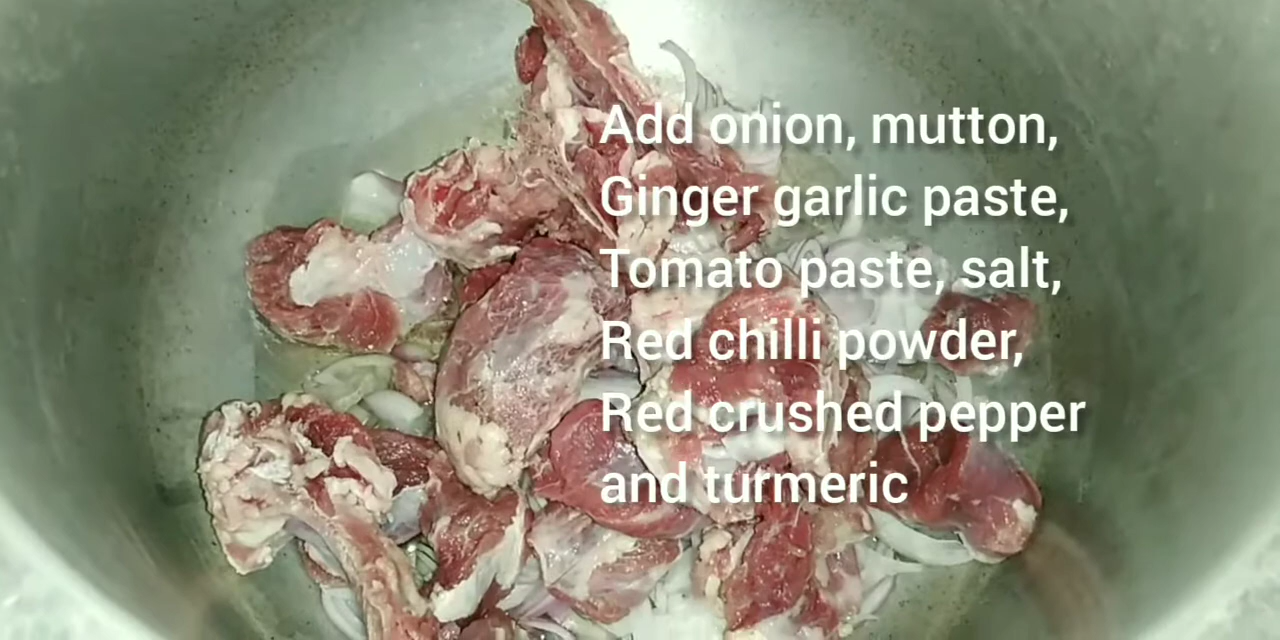 Add onion, mutton,
Ginger garlic paste,
Tomato paste, salt,
Red chilli powder,
Red crushed pepper
and turmeric